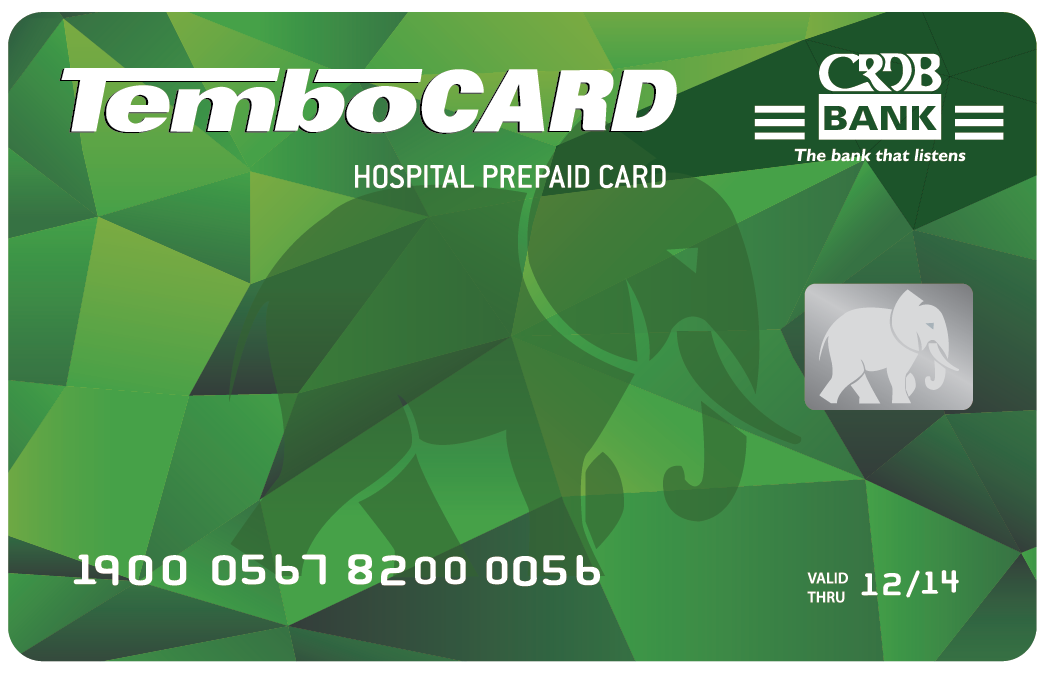 TemboCARD
HOSPITAL PREPAID CARD
CRDB
BANK
The bank that listens
1900 0567 8200 0056
VALID THRU 12/14